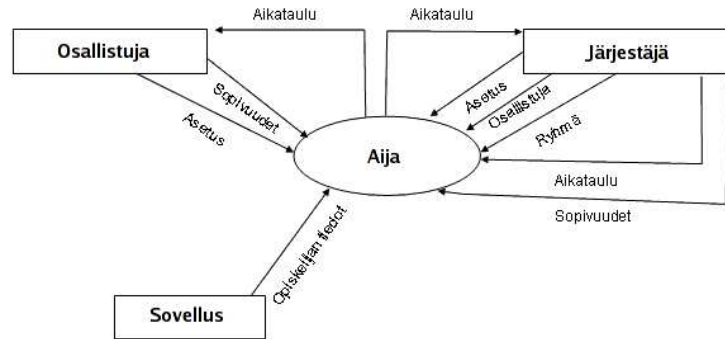 Aikataulu
Aikataulu
Osallistuja
Järjestäjä
Sopivuudet
Asetus
Asetus
Osallistuja
Ryhmä
Aija
Aikataulu
Sopivuudet
Opiskelijan tiedot
Sovellus